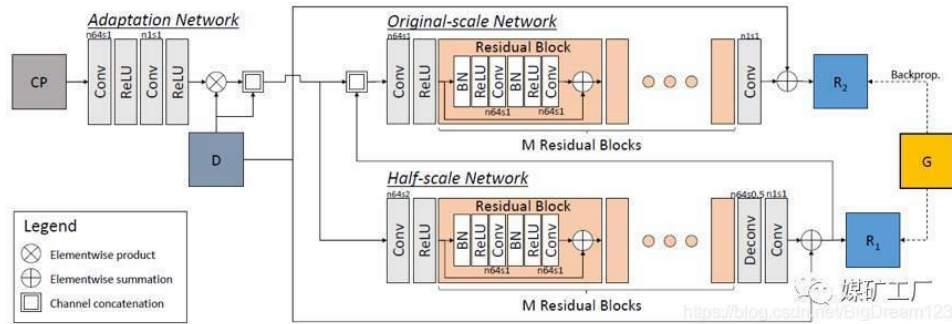 Adaptation Network
n64s1
n1s1
CP
Conv
ReLU
Conv
ReLU
D
Original-scale Network
n64s1
Conv
ReLU
Residual Block
BN
ReLU
Conv
BN
ReLU
Conv
n64s1
n64s1
M Residual Blocks
n1s1
Conv
R2
Backprop.
G
Half-scale Network
n64s2
Conv
ReLU
Residual Block
BN
ReLU
Conv
BN
ReLU
Conv
n64s1
n64s1
M Residual Blocks
n64s0.5
n1s1
Deconv
Conv
R1
Legend
Elementwise product
Elementwise summation
Channel concatenation
媒矿工厂
https://blog.csdn.net/BigDream123